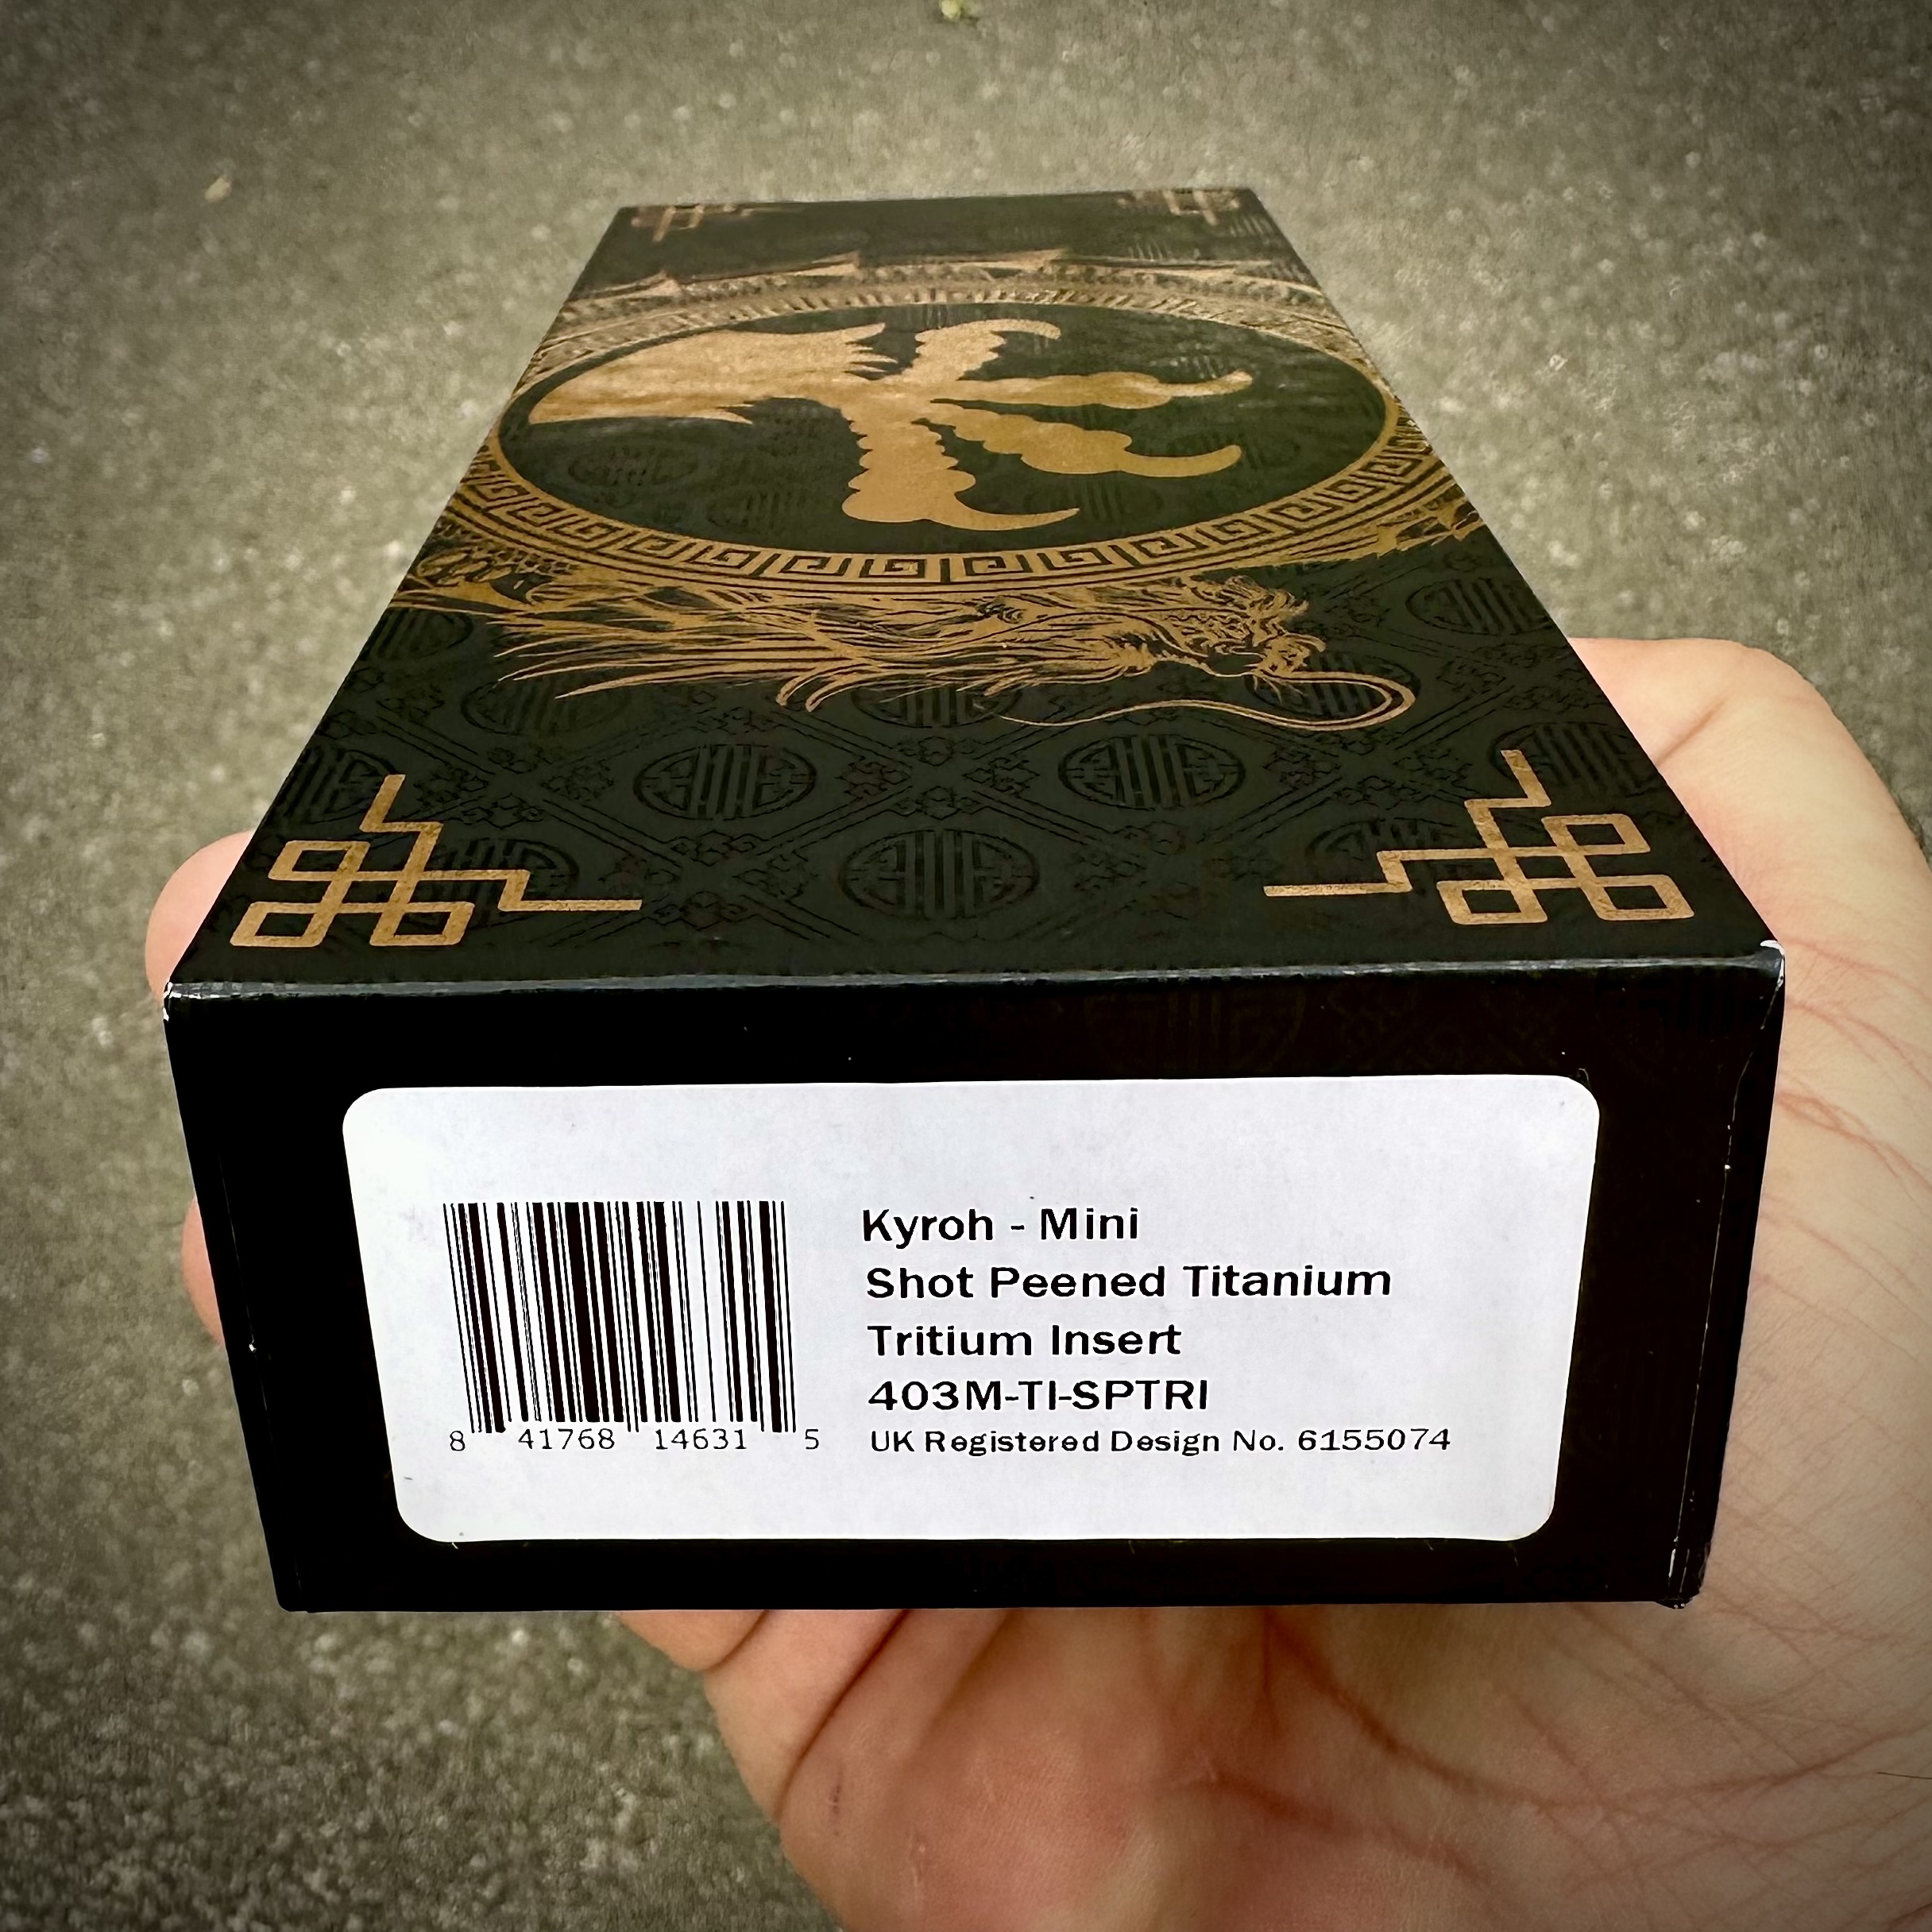 Kyroh - Mini
Shot Peened Titanium
Tritium Insert
403M-TI-SPTRI
UK Registered Design No. 6155074
8 41768 14631 5